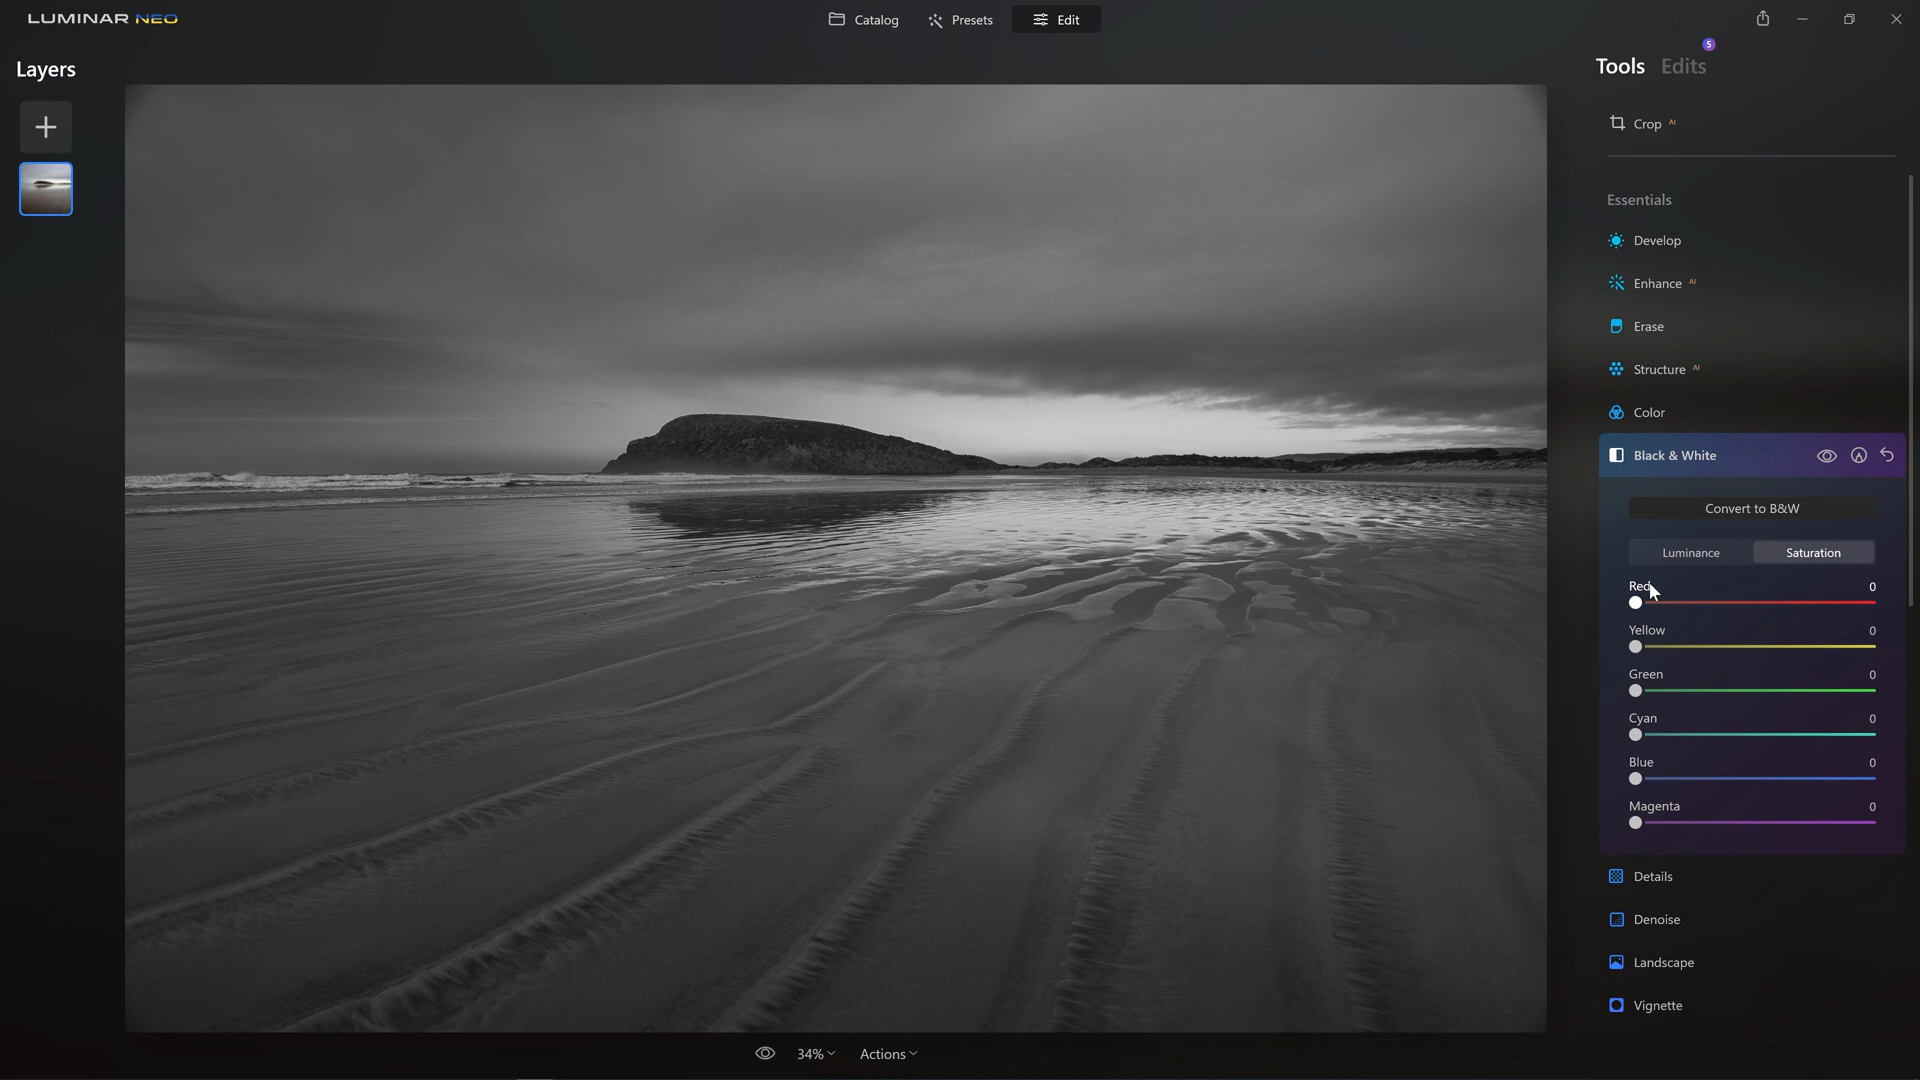 LUMINAR NEO
Catalog
Presets
Edit
Layers
5
Tools Edits
Crop AI
Essentials
Develop
Enhance AI
Erase
Structure AI
Color
Black & White
Convert to B&W
Luminance Saturation
Red 0
Yellow 0
Green 0
Cyan 0
Blue 0
Magenta 0
Details
Denoise
Landscape
Vignette
34% Actions